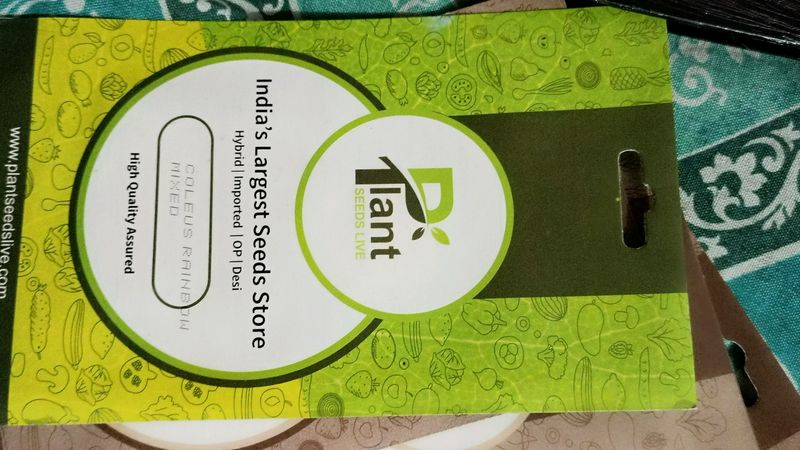 Plant
SEEDS LIVE
India's Largest Seeds Store
Hybrid | Imported | OP | Desi
COLEUS RAINBOW
MIXED
High Quality Assured
www.plantseedslive.com